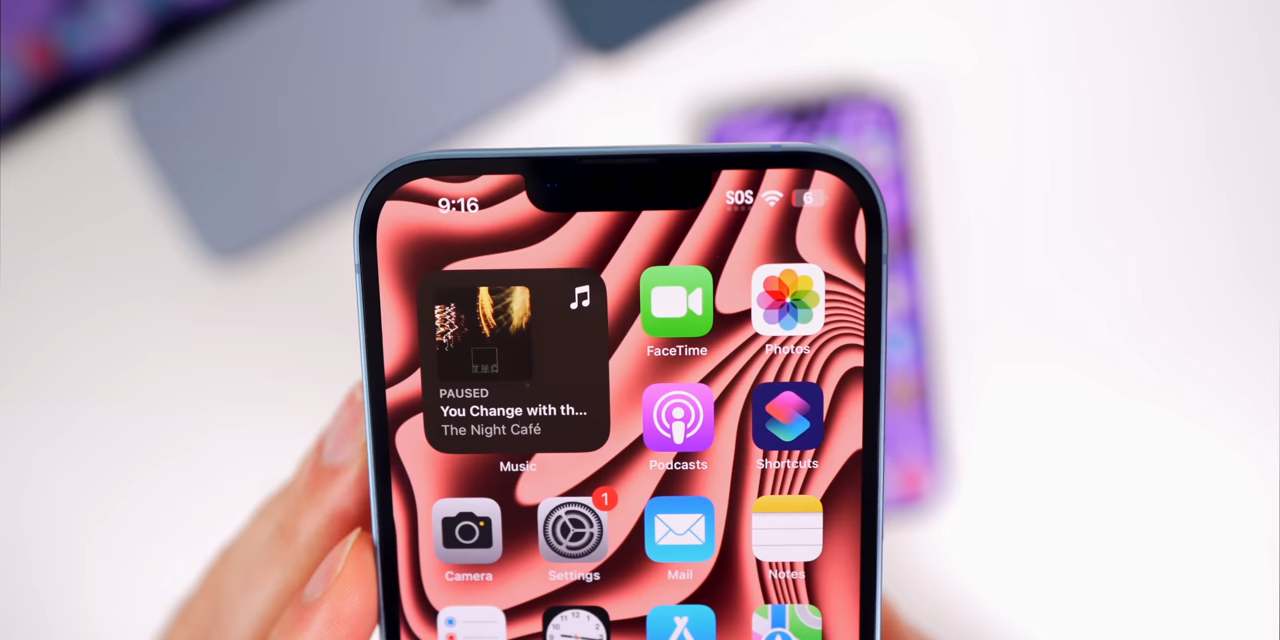 9:16
SOS
6
PAUSED
You Change with th...
The Night Café
Music
FaceTime
Photos
Podcasts
Shortcuts
1
Camera
Settings
Mail
Notes